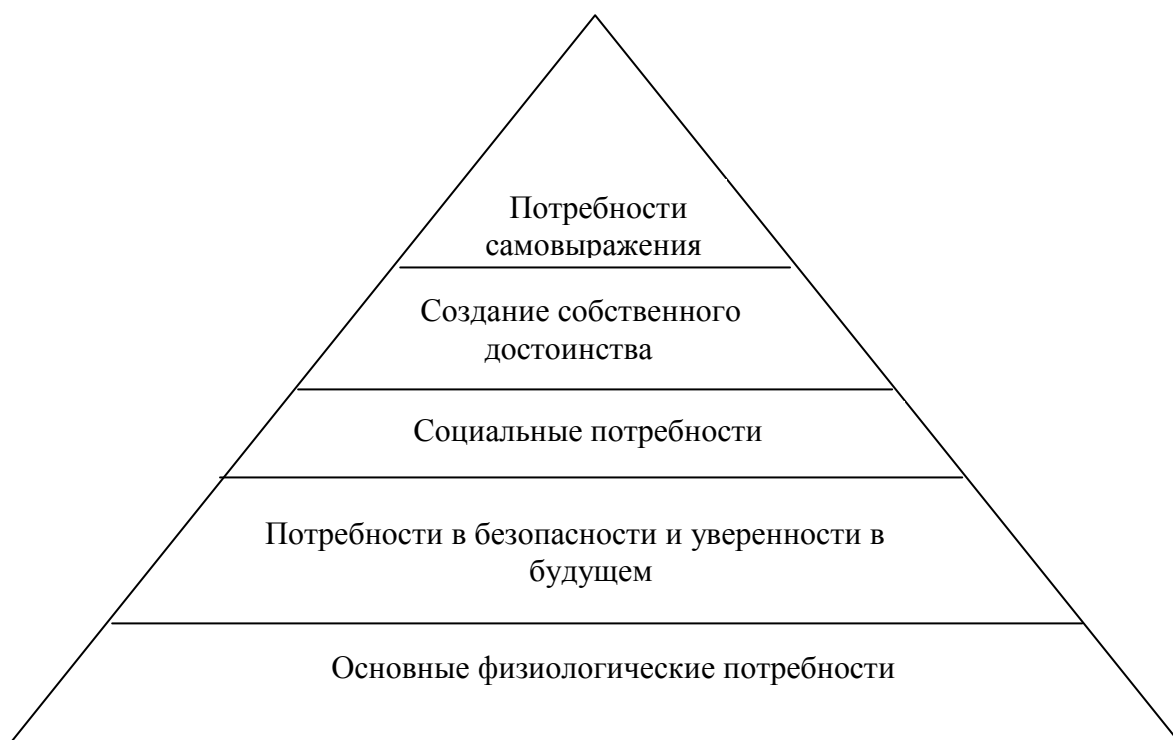 Потребности
самовыражения
Создание собственного
достоинства
Социальные потребности
Потребности в безопасности и уверенности в
будущем
Основные физиологические потребности